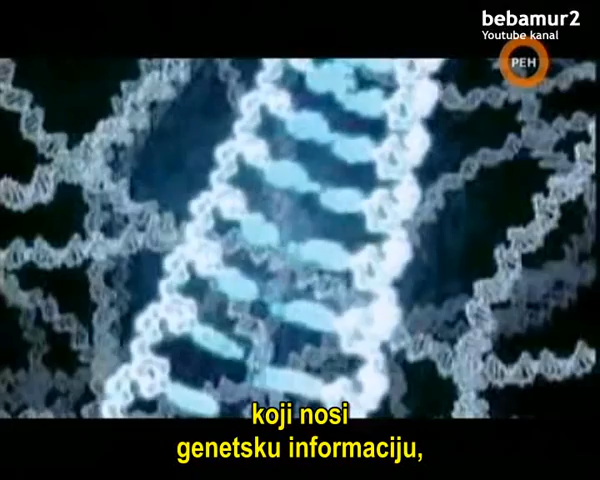 bebamur2
Youtube kanal
РЕН
koji nosi
genetsku informaciju,